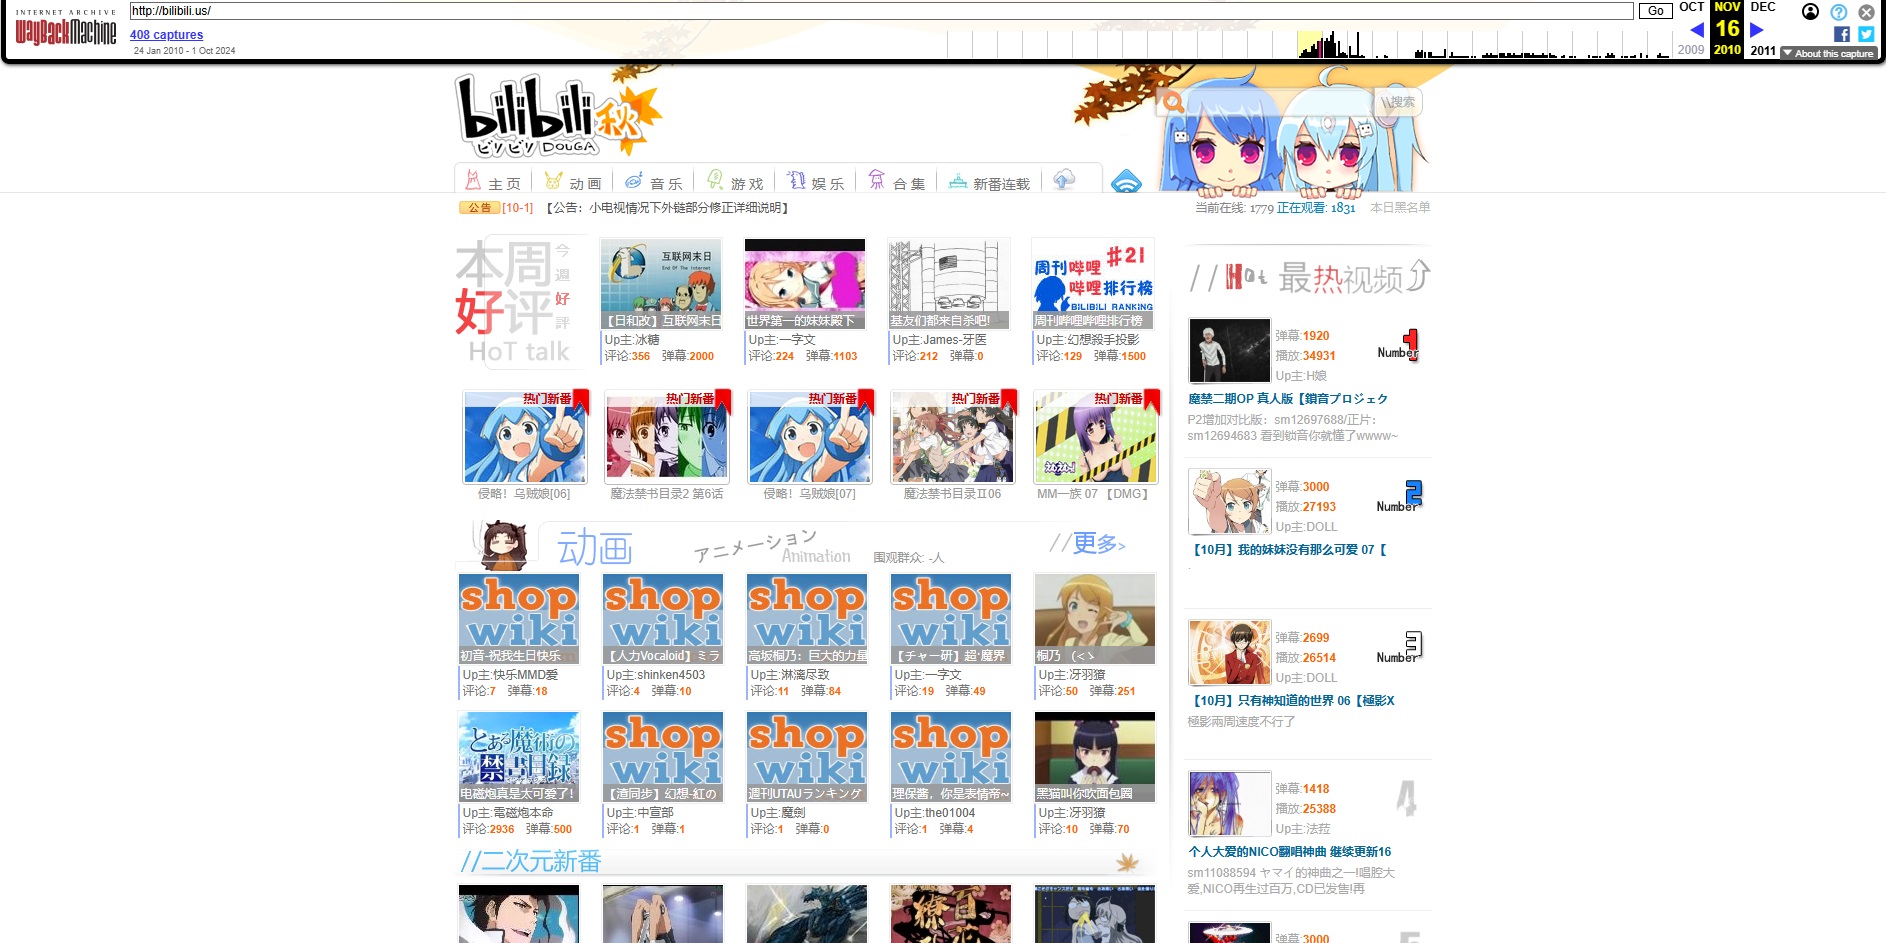 INTERNET ARCHIVE
WayBackMachine
http://bilibili.us/
Go
408 captures
24 Jan 2010 - 1 Oct 2024
OCT NOV DEC
16
2009 2010 2011
About this capture
bilibili 秋
ビリビリ DOUGA
\\搜索
主 页
动 画
音 乐
游 戏
娱 乐
合 集
新番连载
公告 [10-1] 【公告：小电视情况下外链部分修正详细说明】
当前在线: 1779 正在观看: 1831 本日黑名单
本周好评
今週好評
HoT talk
互联网末日
End Of The Internet
【日和改】互联网末日
Up主:冰糖
评论:356 弹幕:2000
世界第一的妹妹殿下
Up主:一字文
评论:224 弹幕:1103
基友们都来自杀吧!
Up主:James-牙医
评论:212 弹幕:0
#21
周刊哔哩
哔哩排行榜
BILIBILI RANKING
周刊哔哩哔哩排行榜
Up主:幻想殺手投影
评论:129 弹幕:1500
热门新番
侵略！乌贼娘[06]
热门新番
魔法禁书目录2 第6话
热门新番
侵略！乌贼娘[07]
热门新番
魔法禁书目录Ⅱ06
热门新番
MM一族 07 【DMG】
动画
アニメーション
Animation
围观群众: -人
//更多>
shop wiki
初音-祝我生日快乐
Up主:快乐MMD爱
评论:7 弹幕:18
shop wiki
【人力Vocaloid】ミラ
Up主:shinken4503
评论:4 弹幕:10
shop wiki
高坂桐乃：巨大的力量
Up主:淋漓尽致
评论:11 弹幕:84
shop wiki
【チャー研】超·魔界
Up主:一字文
评论:19 弹幕:49
桐乃 （<ゝ
Up主:冴羽獠
评论:50 弹幕:251
とある魔術の
禁書目録
电磁炮真是太可爱了!
Up主:電磁炮本命
评论:2936 弹幕:500
shop wiki
【渣同步】幻想-紅の
Up主:中宣部
评论:1 弹幕:1
shop wiki
週刊UTAUランキング
Up主:魔劍
评论:1 弹幕:0
shop wiki
理保酱，你是表情帝~
Up主:the01004
评论:1 弹幕:4
黑猫叫你吹面包圈
Up主:冴羽獠
评论:10 弹幕:70
//二次元新番
//Hot 最热视频
弹幕:1920
播放:34931
Up主:H娘
Number 1
魔禁二期OP 真人版【鎖音プロジェク
P2增加对比版：sm12697688/正片：
sm12694683 看到锁音你就懂了wwww~
弹幕:3000
播放:27193
Up主:DOLL
Number 2
【10月】我的妹妹没有那么可爱 07【
.
弹幕:2699
播放:26514
Up主:DOLL
Number 3
【10月】只有神知道的世界 06【極影X
極影兩周速度不行了
弹幕:1418
播放:25388
Up主:法菈
4
个人大爱的NICO翻唱神曲 继续更新16
sm11088594 ヤマイ的神曲之一!唱腔大
爱,NICO再生过百万,CD已发售!再
弹幕:3000
5